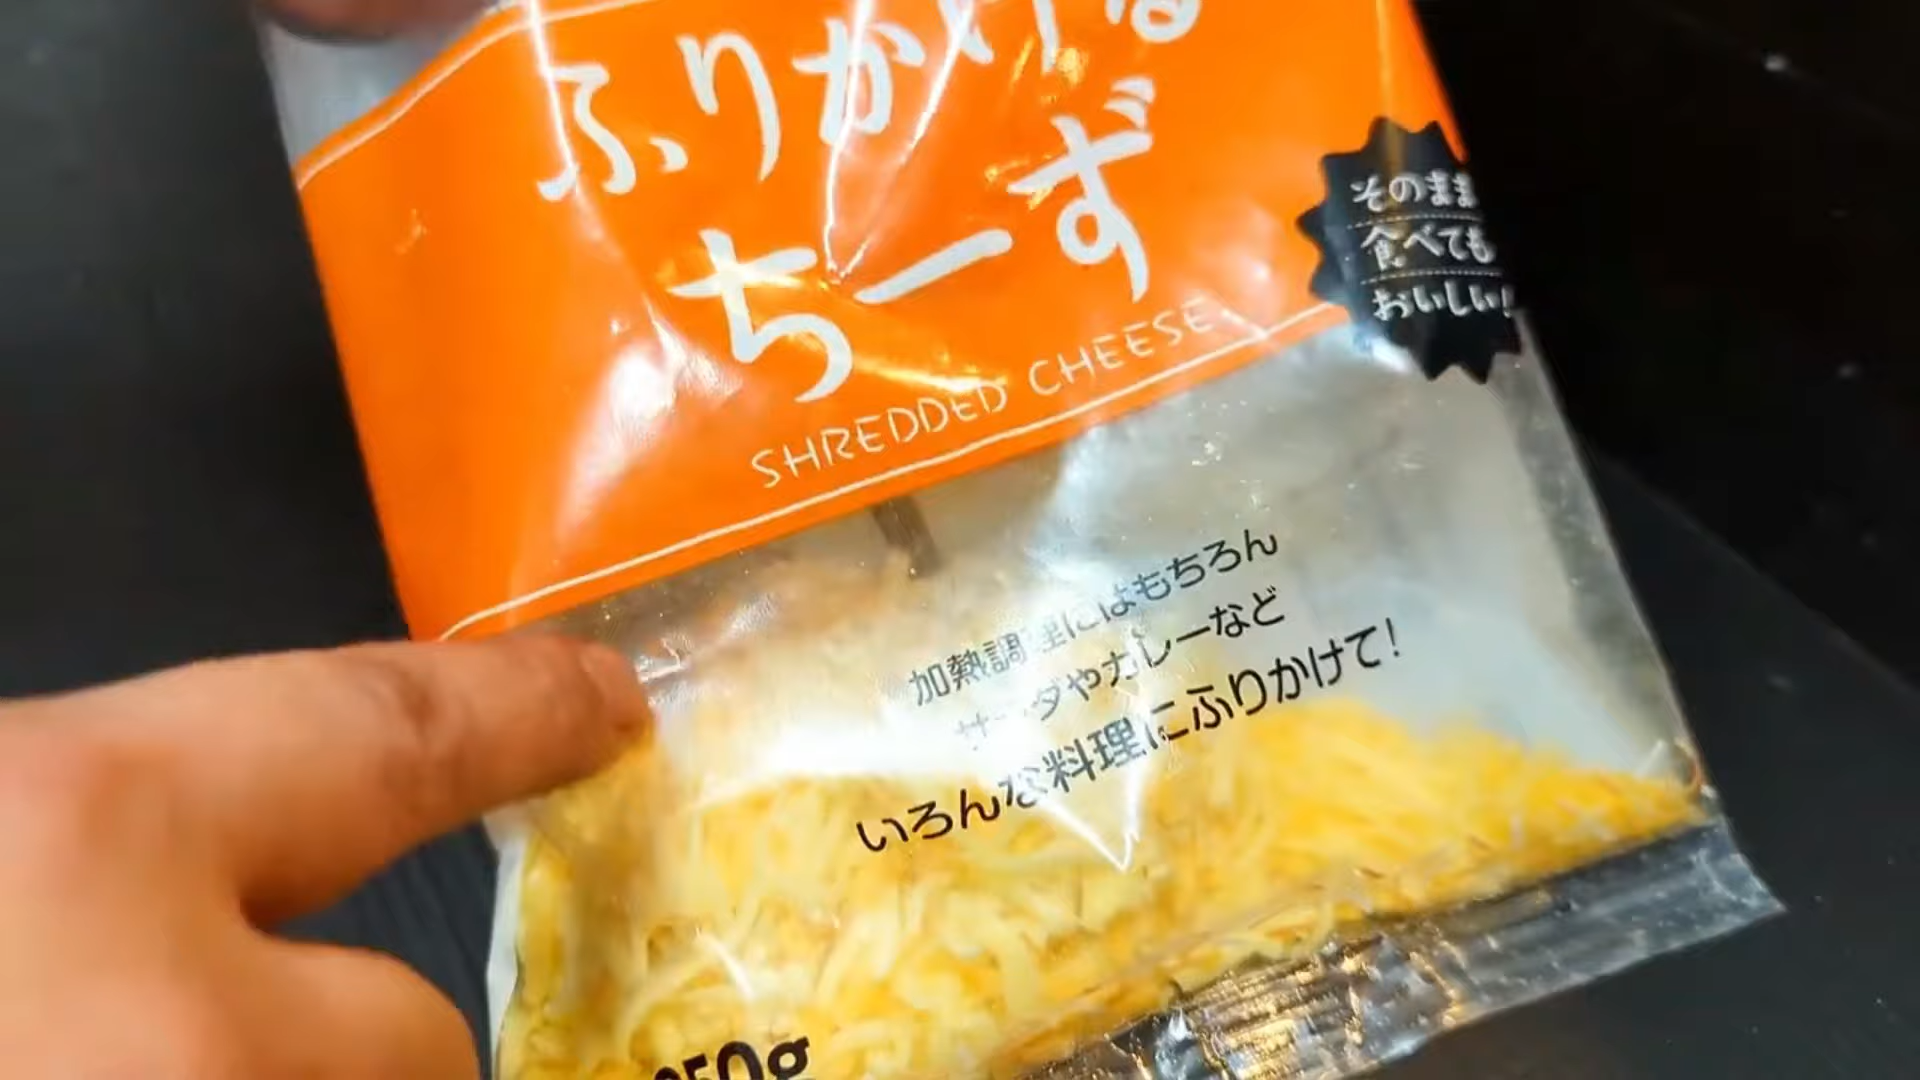 ふりかける
ちーず
SHREDDED CHEESE
そのまま
食べても
おいしい!
加熱調理にはもちろん
サラダやカレーなど
いろんな料理にふりかけて!
50g